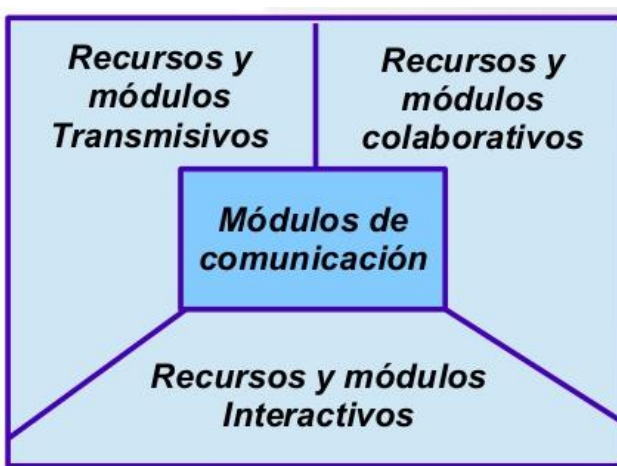 Recursos y
módulos
Transmisivos
Recursos y
módulos
colaborativos
Módulos de
comunicación
Recursos y módulos
Interactivos